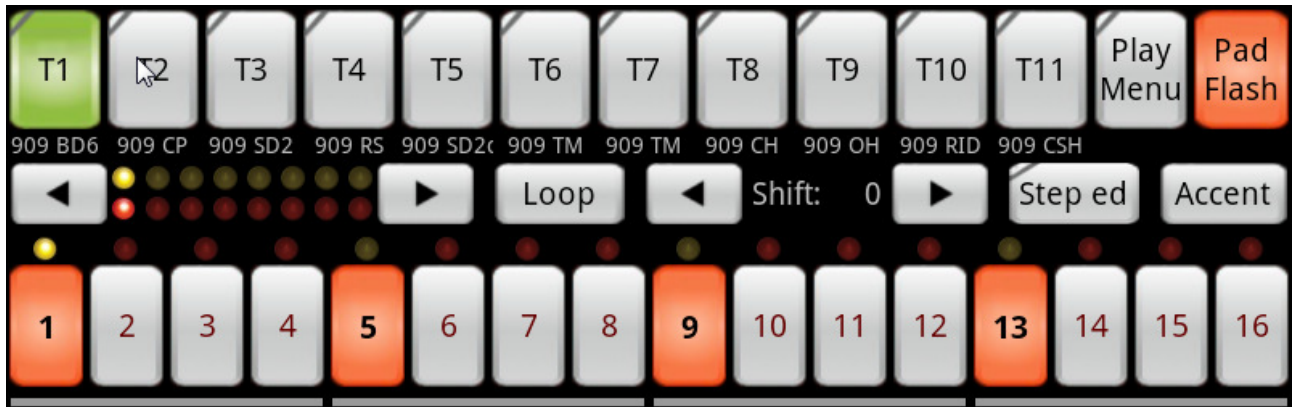 T1 T2 T3 T4 T5 T6 T7 T8 T9 T10 T11 Play Menu Pad Flash
909 BD6 909 CP 909 SD2 909 RS 909 SD2c 909 TM 909 TM 909 CH 909 OH 909 RID 909 CSH
Loop Shift: 0 Step ed Accent
1 2 3 4 5 6 7 8 9 10 11 12 13 14 15 16